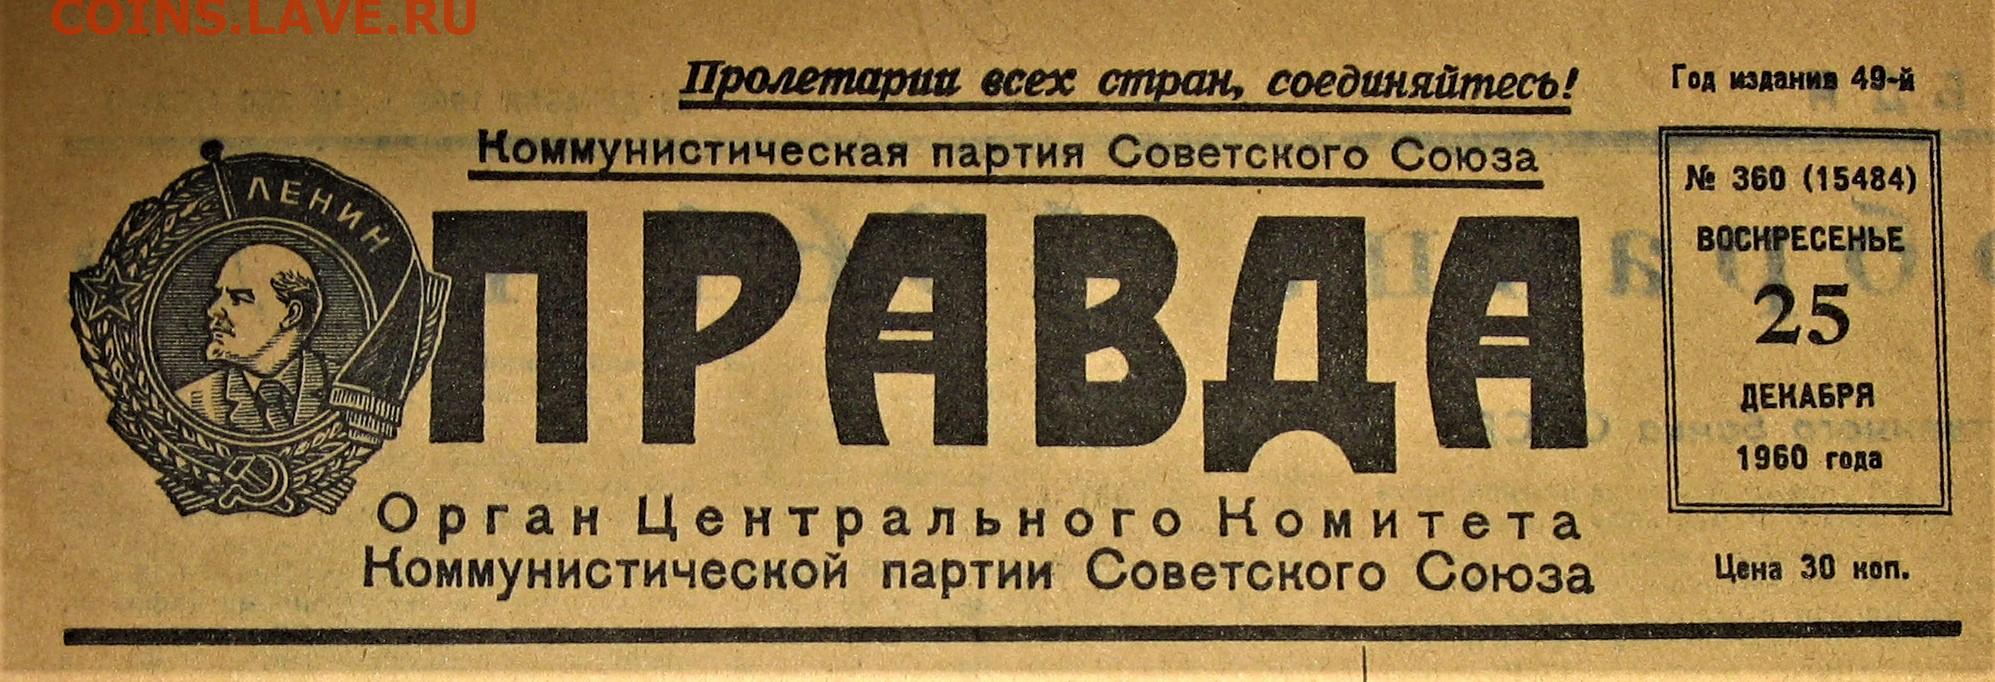 COINS.LAVE.RU
Пролетарии всех стран, соединяйтесь!
Коммунистическая партия Советского Союза
ЛЕНИН
ПРАВДА
Орган Центрального Комитета
Коммунистической партии Советского Союза
Год издания 49-й
№ 360 (15484)
ВОСКРЕСЕНЬЕ
25
ДЕКАБРЯ
1960 года
Цена 30 коп.